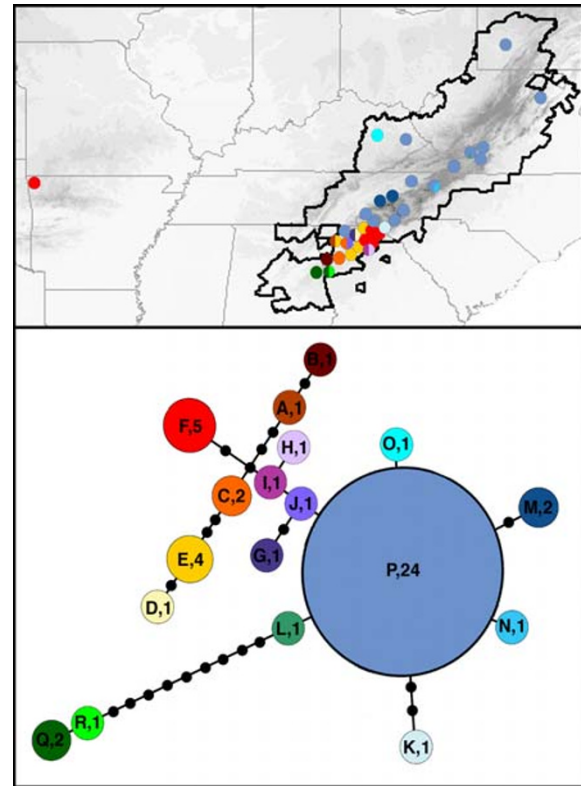 B,1
A,1
F,5
H,1
O,1
I,1
C,2
J,1
M,2
G,1
E,4
P,24
D,1
L,1
N,1
R,1
Q,2
K,1